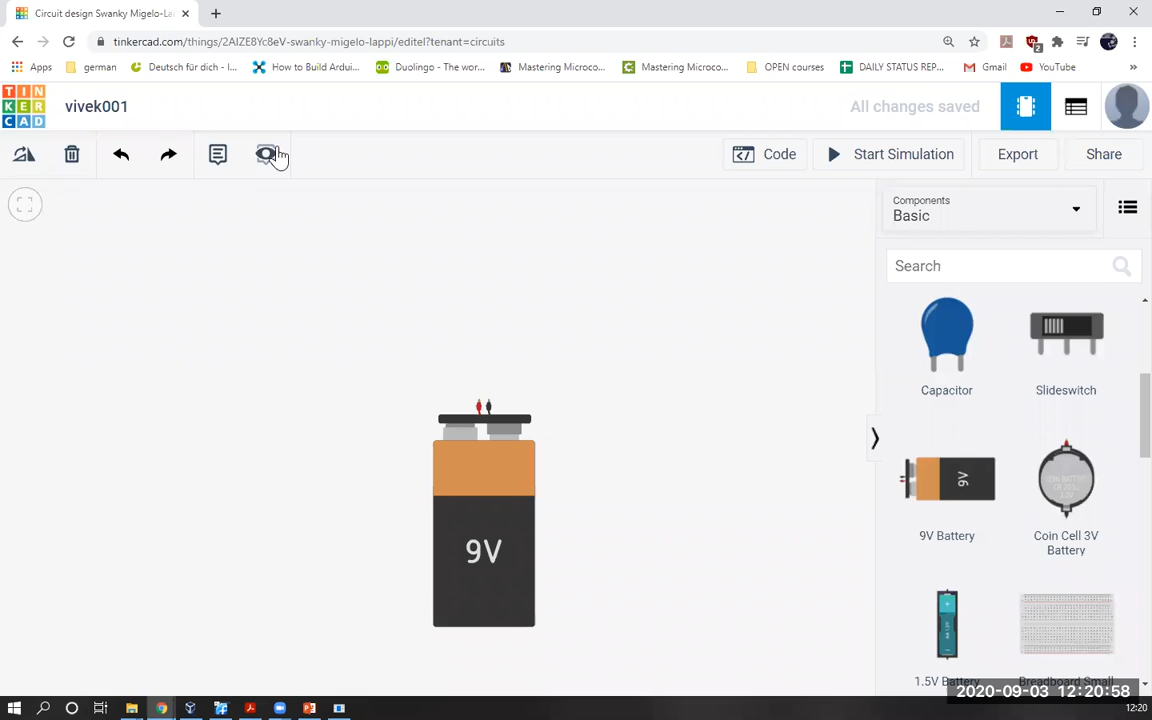 Circuit design Swanky Migelo-La
tinkercad.com/things/2AIZE8Yc8eV-swanky-migelo-lappi/editel?tenant=circuits
2
Apps
german
Deutsch für dich - I...
How to Build Ardui...
Duolingo - The wor...
Mastering Microco...
Mastering Microco...
OPEN courses
DAILY STATUS REP...
Gmail
YouTube
TIN
KER
CAD
vivek001
All changes saved
Code
Start Simulation
Export
Share
Components
Basic
Search
Capacitor
Slideswitch
9V
9V Battery
Coin Cell 3V
Battery
9V
1.5V Battery
Breadboard Small
2020-09-03 12:20:58
12:20